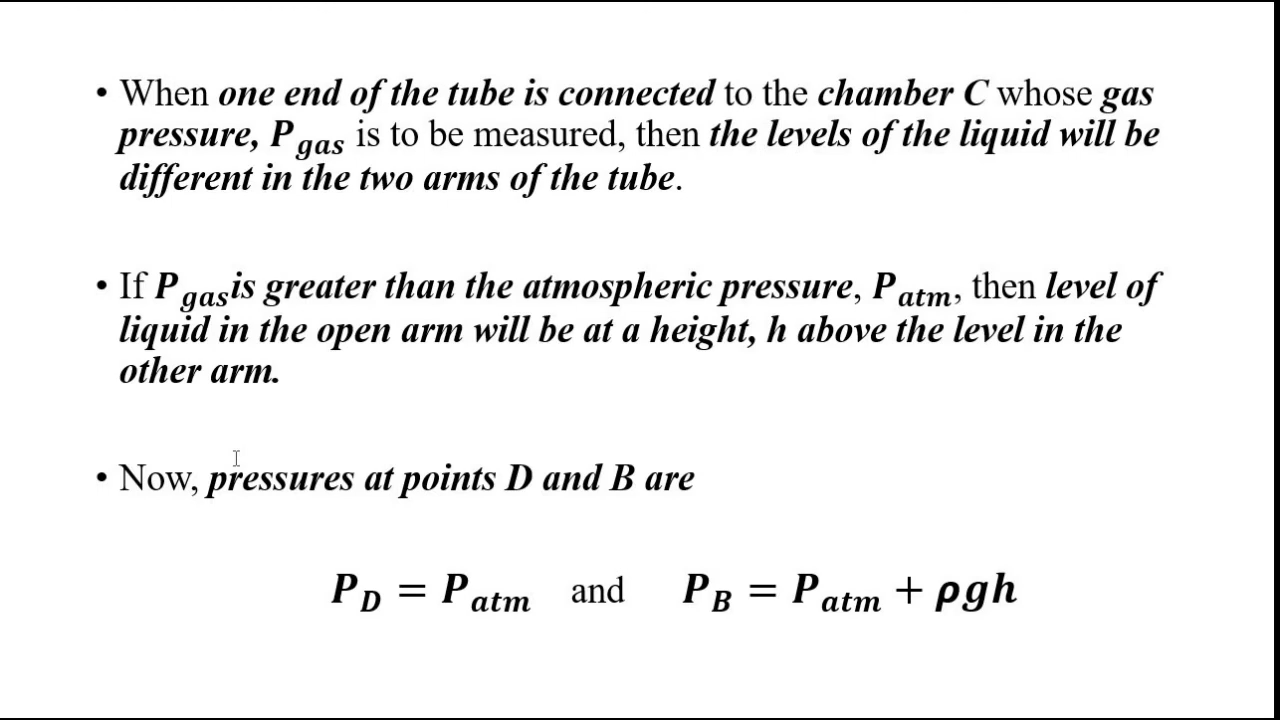 • When one end of the tube is connected to the chamber C whose gas
pressure, P_gas is to be measured, then the levels of the liquid will be
different in the two arms of the tube.
• If P_gas is greater than the atmospheric pressure, P_atm, then level of
liquid in the open arm will be at a height, h above the level in the
other arm.
• Now, pressures at points D and B are
P_D = P_atm and P_B = P_atm + ρgh